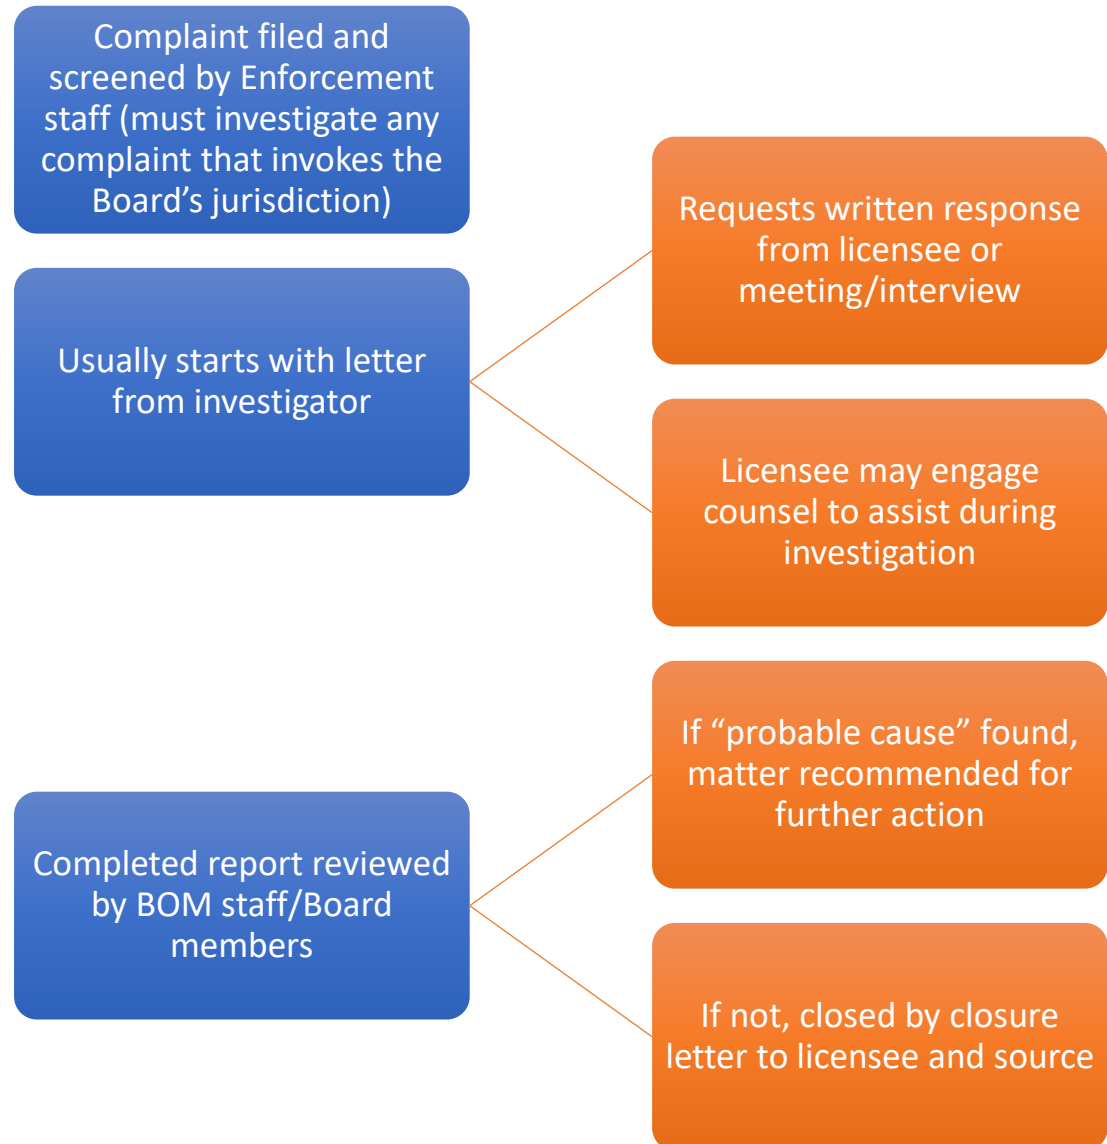 Complaint filed and
screened by Enforcement
staff (must investigate any
complaint that invokes the
Board’s jurisdiction)
Usually starts with letter
from investigator
Requests written response
from licensee or
meeting/interview
Licensee may engage
counsel to assist during
investigation
Completed report reviewed
by BOM staff/Board
members
If “probable cause” found,
matter recommended for
further action
If not, closed by closure
letter to licensee and source